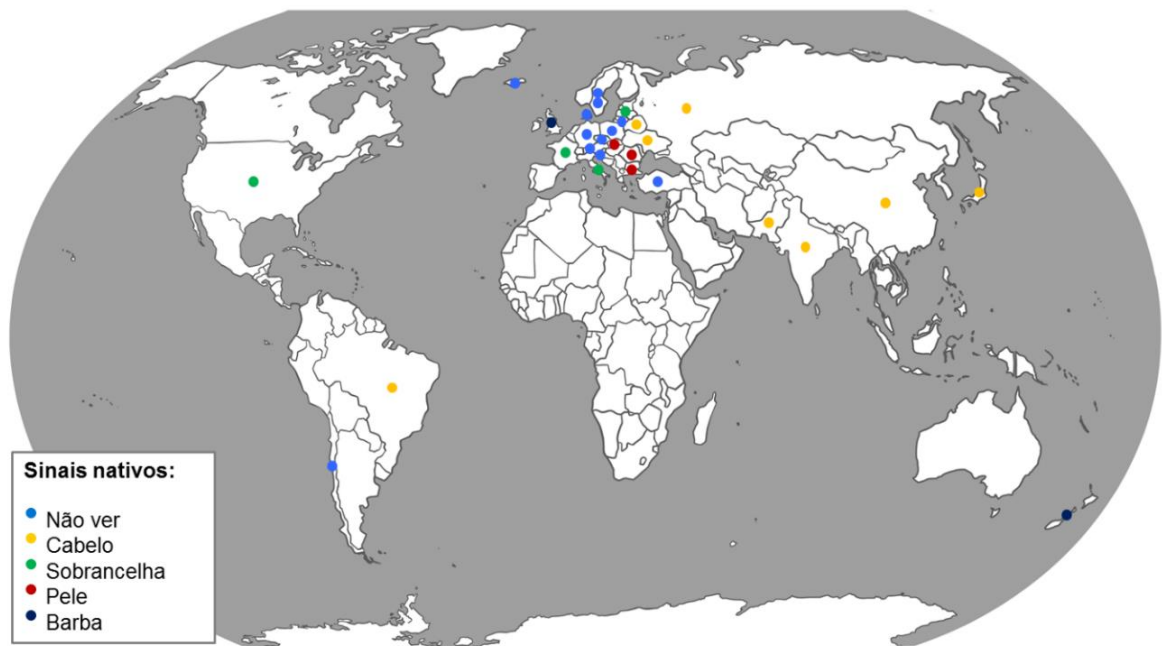 Sinais nativos:
Não ver
Cabelo
Sobrancelha
Pele
Barba